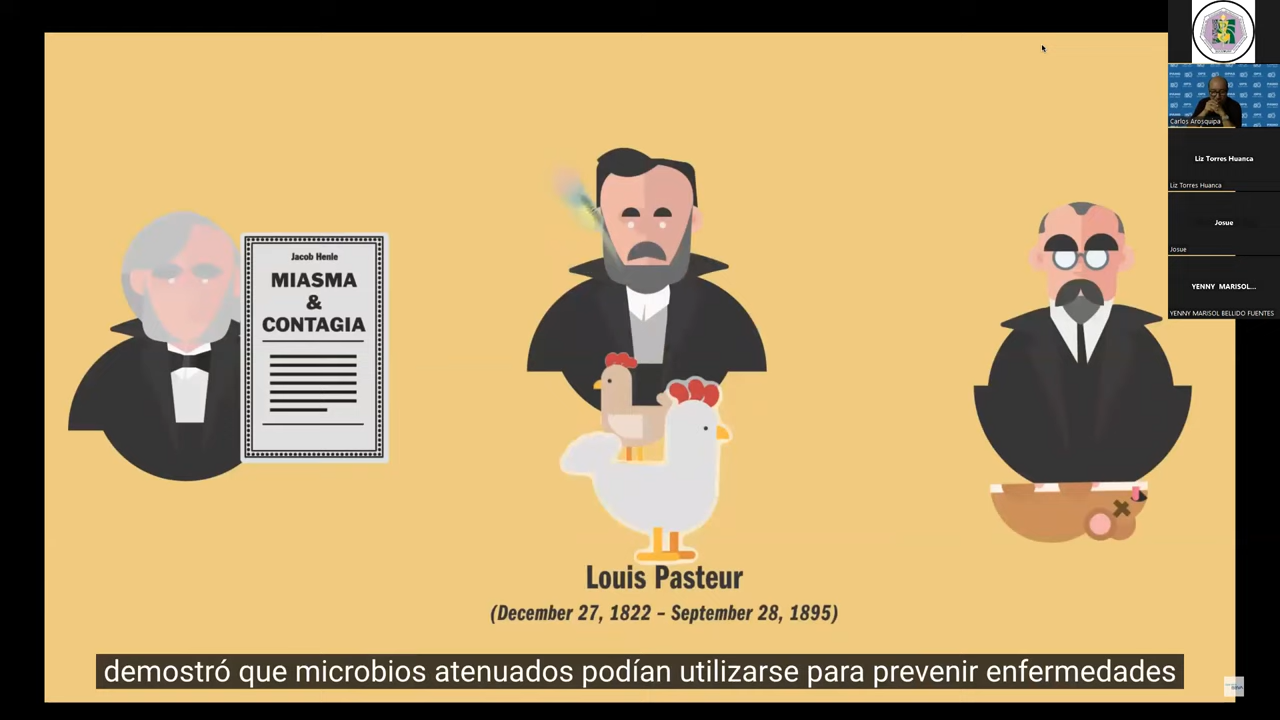 Jacob Henle
MIASMA
&
CONTAGIA
Louis Pasteur
(December 27, 1822 – September 28, 1895)
demostró que microbios atenuados podían utilizarse para prevenir enfermedades
Carlos Arosquipa
Liz Torres Huanca
Liz Torres Huanca
Josue
Josue
YENNY MARISOL...
YENNY MARISOL BELLIDO FUENTES